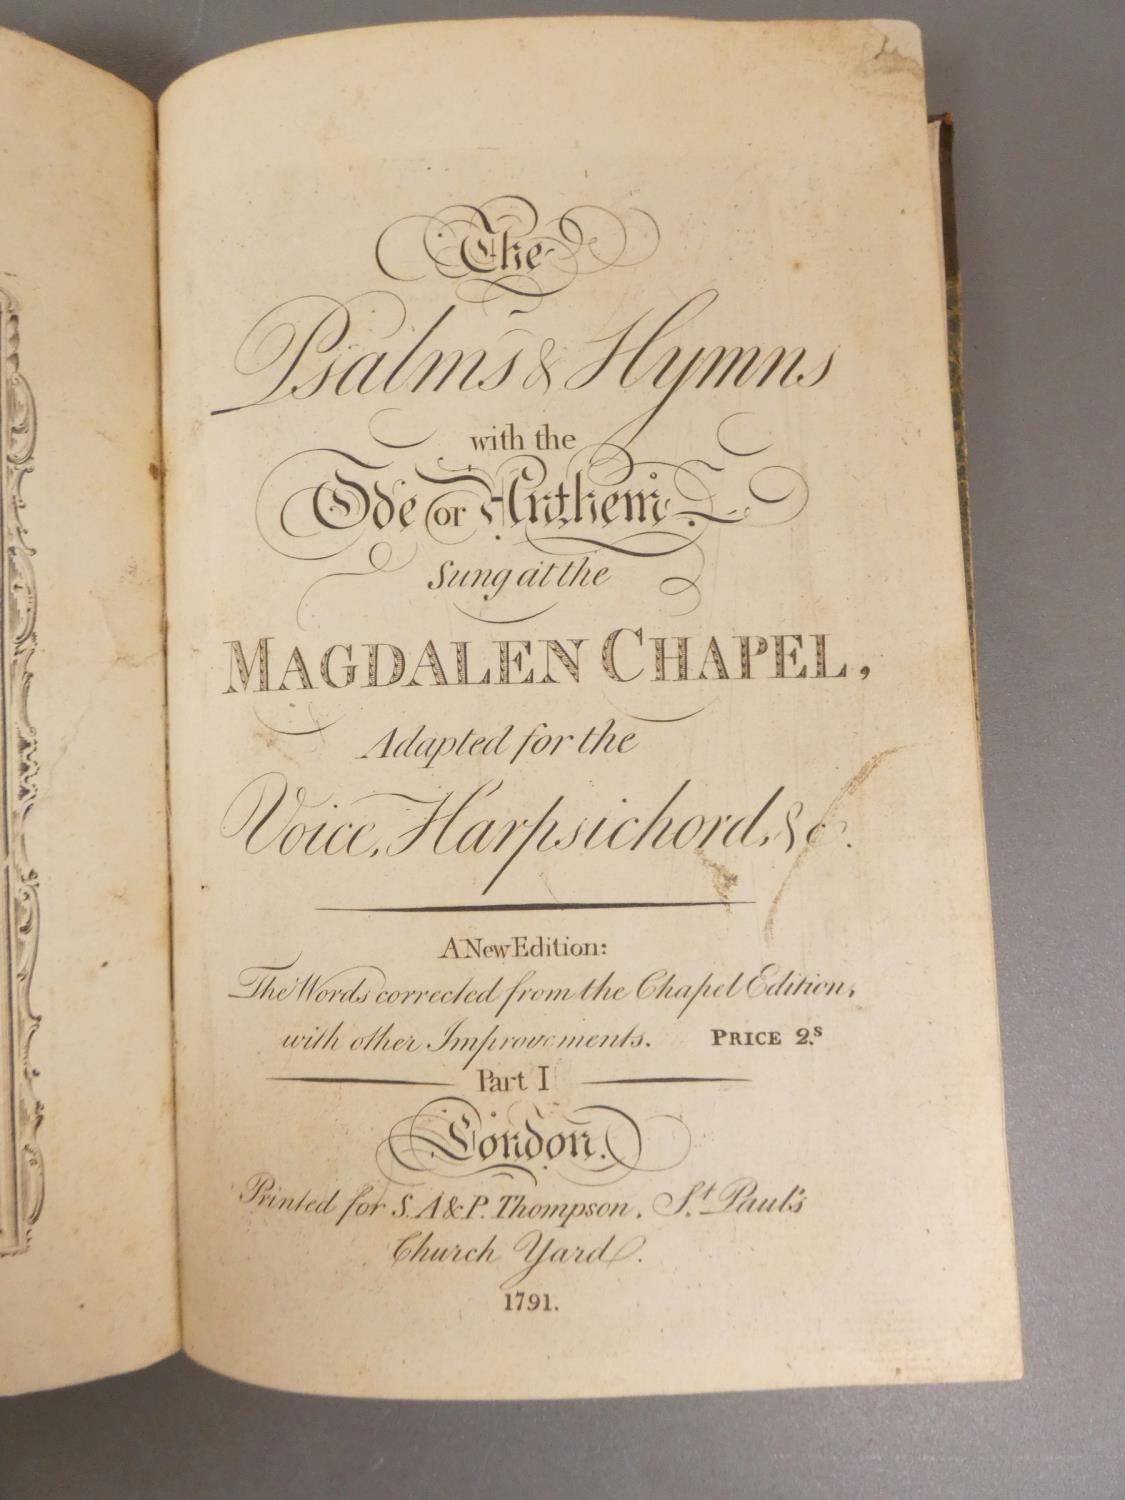 The
Psalms & Hymns
with the
Ode or Anthem
Sung at the
MAGDALEN CHAPEL,
Adapted for the
Voice, Harpsichord, &c.
A New Edition:
The Words corrected from the Chapel Edition,
with other Improvements. PRICE 2.s
Part I
London.
Printed for S. A & P. Thompson. St. Paul's
Church Yard.
1791.